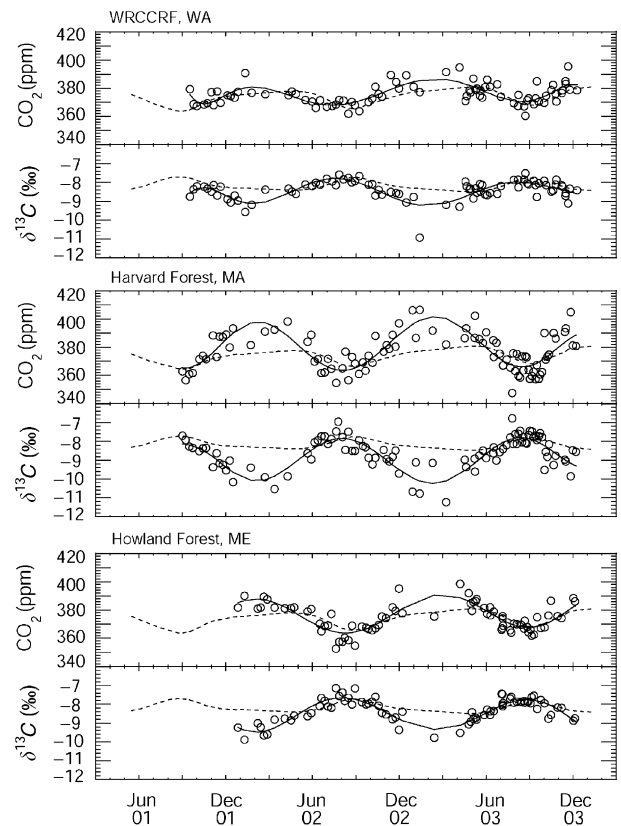 WRCCRF, WA
CO2 (ppm)
420
400
380
360
340
δ13C (‰)
−7
−8
−9
−10
−11
−12
Harvard Forest, MA
CO2 (ppm)
420
400
380
360
340
δ13C (‰)
−7
−8
−9
−10
−11
−12
Howland Forest, ME
CO2 (ppm)
420
400
380
360
340
δ13C (‰)
−7
−8
−9
−10
−11
−12
Jun 01
Dec 01
Jun 02
Dec 02
Jun 03
Dec 03